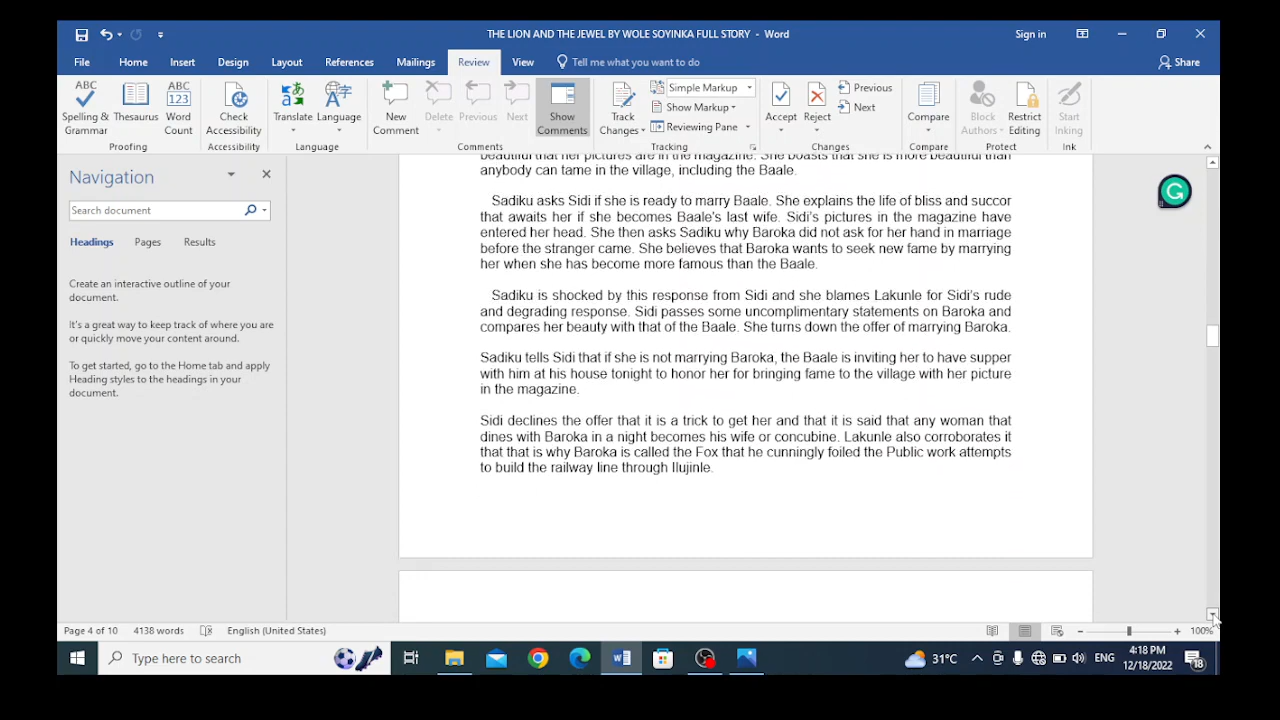 THE LION AND THE JEWEL BY WOLE SOYINKA FULL STORY - Word
Sign in
File Home Insert Design Layout References Mailings Review View Tell me what you want to do Share
Spelling & Grammar
Thesaurus
Word Count
Check Accessibility
Translate
Language
New Comment
Delete
Previous
Next
Show Comments
Track Changes
Simple Markup
Show Markup
Reviewing Pane
Accept
Reject
Previous
Next
Compare
Block Authors
Restrict Editing
Start Inking
Proofing Accessibility Language Comments Tracking Changes Compare Protect Ink
Navigation
Search document
Headings Pages Results
Create an interactive outline of your
document.
It's a great way to keep track of where you are
or quickly move your content around.
To get started, go to the Home tab and apply
Heading styles to the headings in your
document.
beautiful that her pictures are in the magazine. She boasts that she is more beautiful than
anybody can tame in the village, including the Baale.
Sadiku asks Sidi if she is ready to marry Baale. She explains the life of bliss and succor
that awaits her if she becomes Baale's last wife. Sidi's pictures in the magazine have
entered her head. She then asks Sadiku why Baroka did not ask for her hand in marriage
before the stranger came. She believes that Baroka wants to seek new fame by marrying
her when she has become more famous than the Baale.
Sadiku is shocked by this response from Sidi and she blames Lakunle for Sidi's rude
and degrading response. Sidi passes some uncomplimentary statements on Baroka and
compares her beauty with that of the Baale. She turns down the offer of marrying Baroka.
Sadiku tells Sidi that if she is not marrying Baroka, the Baale is inviting her to have supper
with him at his house tonight to honor her for bringing fame to the village with her picture
in the magazine.
Sidi declines the offer that it is a trick to get her and that it is said that any woman that
dines with Baroka in a night becomes his wife or concubine. Lakunle also corroborates it
that that is why Baroka is called the Fox that he cunningly foiled the Public work attempts
to build the railway line through Ilujinle.
Page 4 of 10 4138 words English (United States) 100%
Type here to search
31°C
ENG
4:18 PM
12/18/2022
18